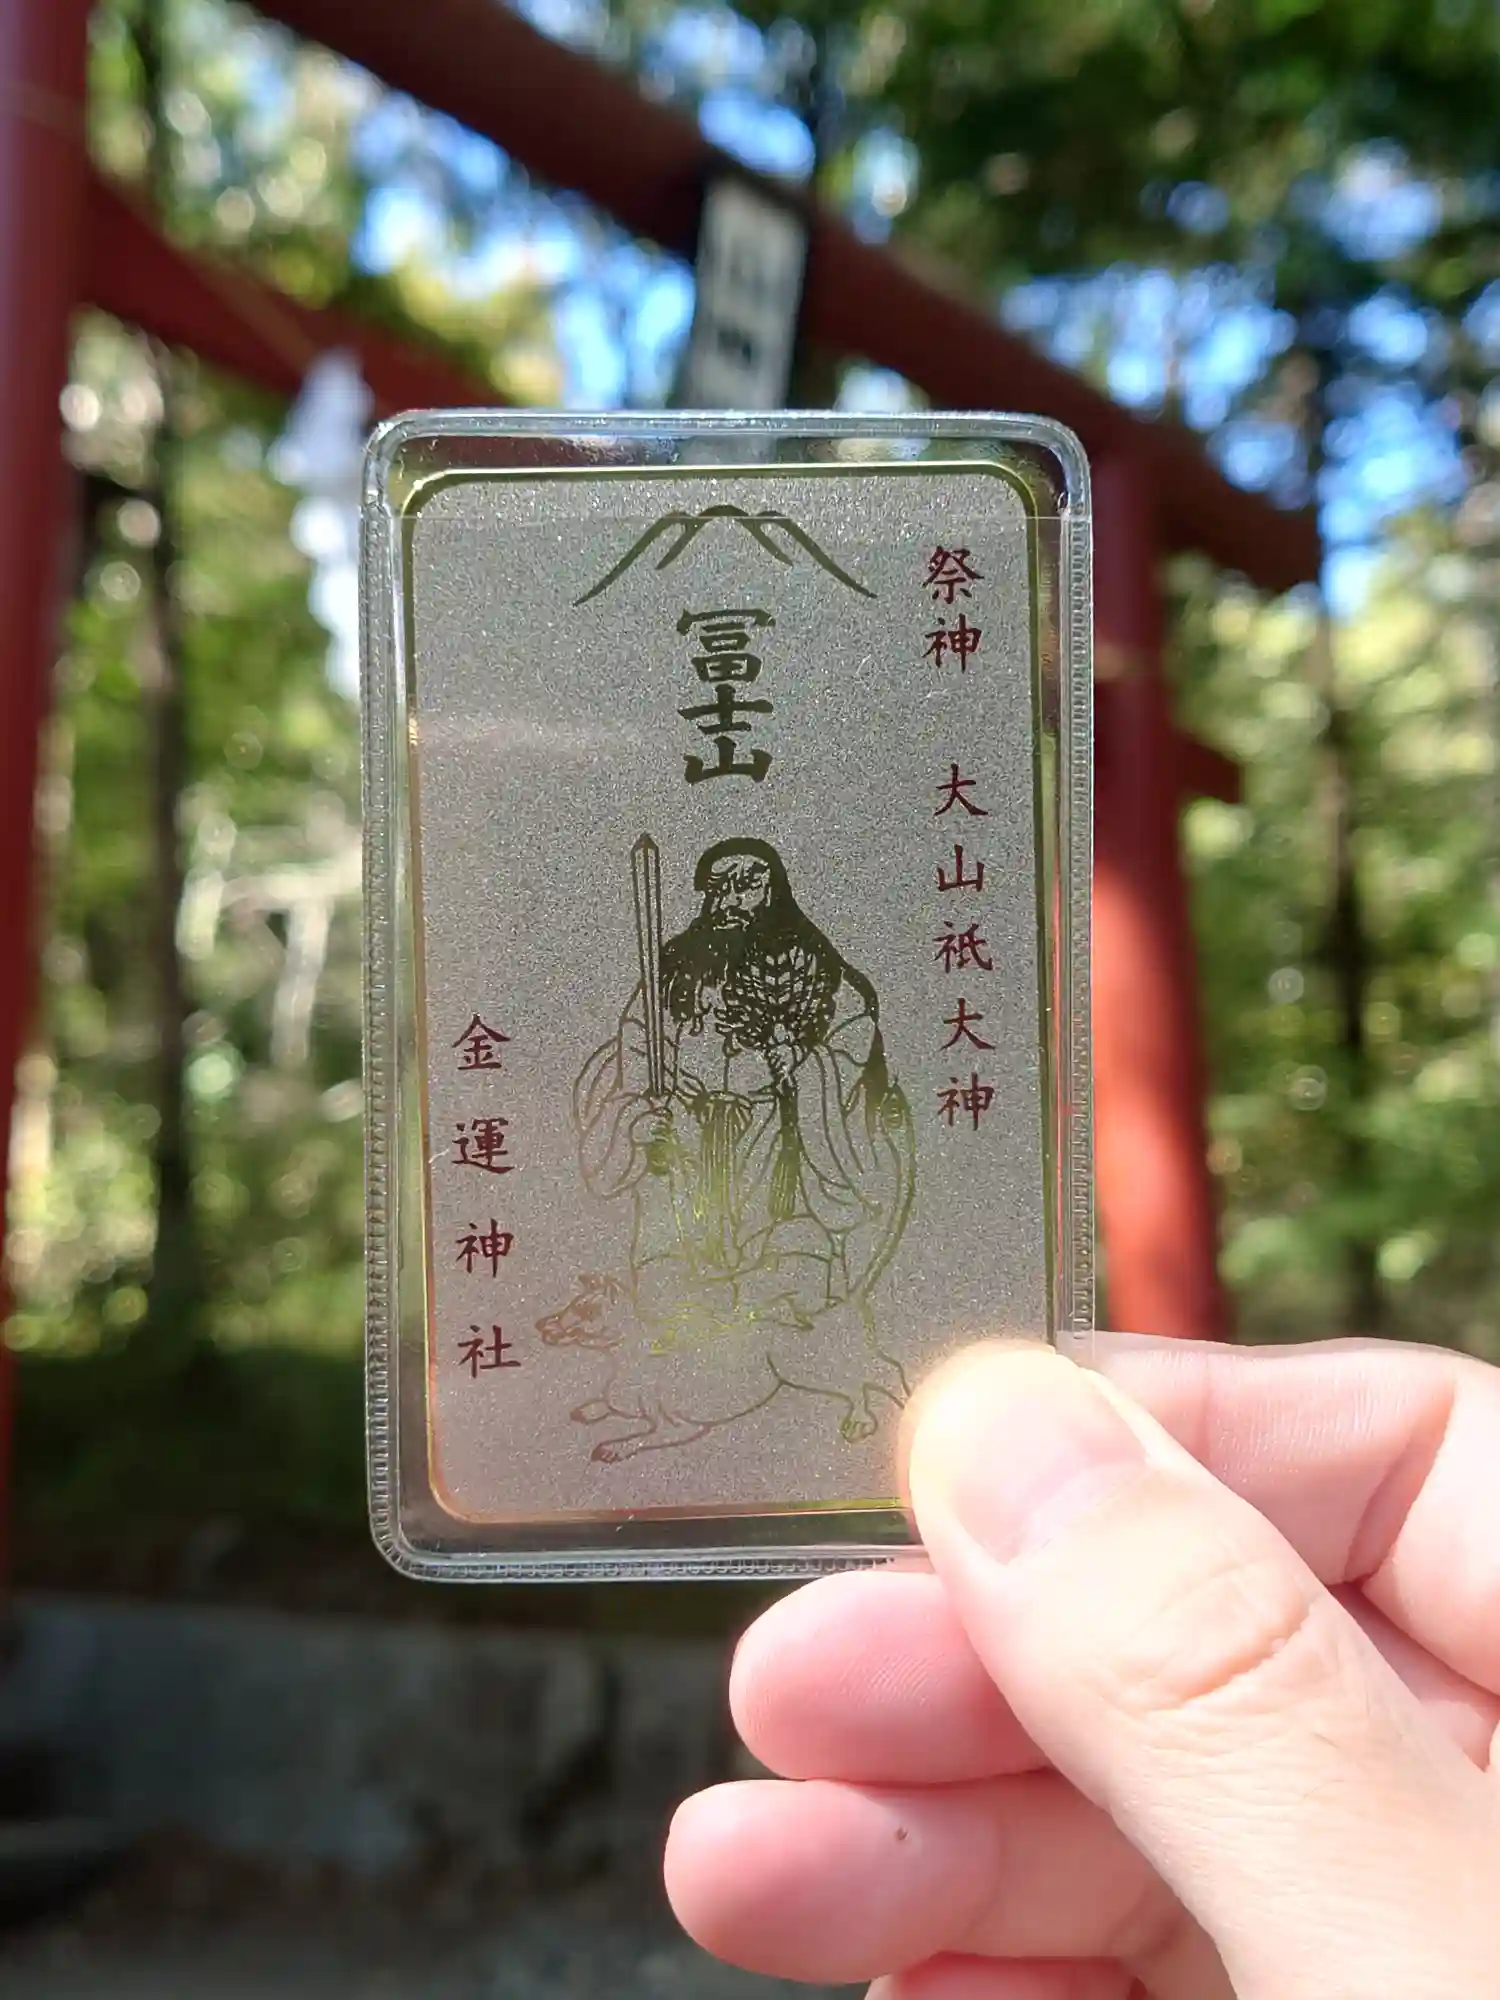 冨士山
祭神 大山祇大神
金運神社